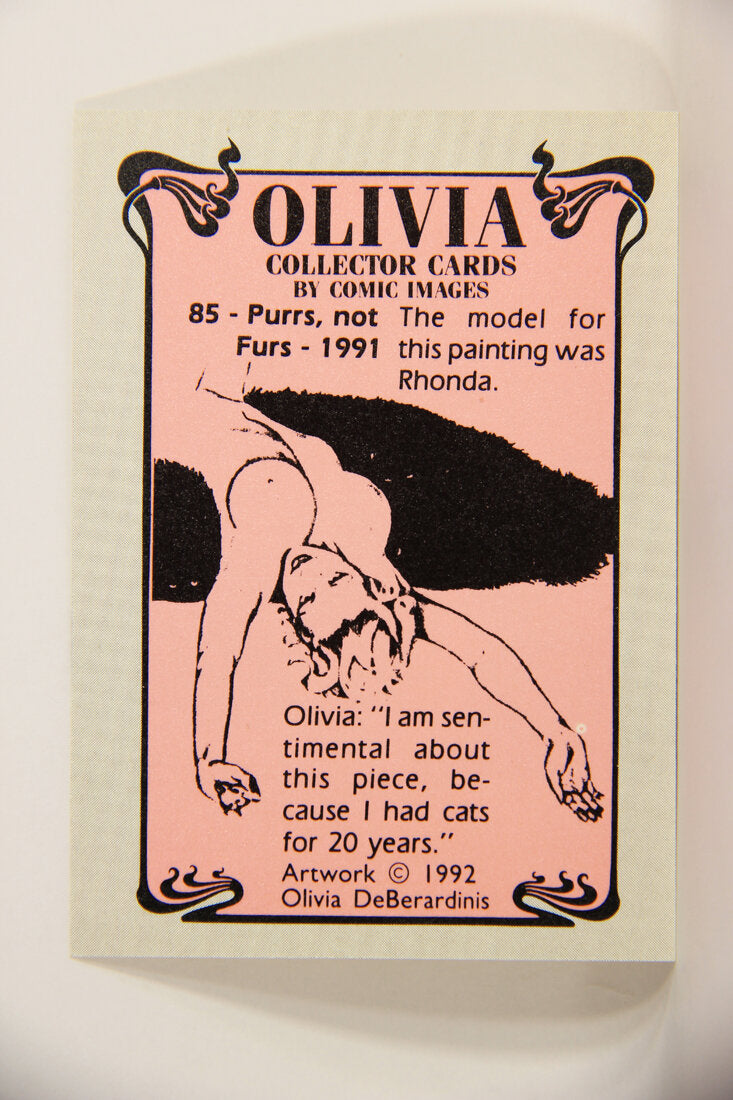 OLIVIA
COLLECTOR CARDS
BY COMIC IMAGES
85 - Purrs, not
Furs - 1991
The model for
this painting was
Rhonda.
Olivia: “I am sen-
timental about
this piece, be-
cause I had cats
for 20 years.”
Artwork © 1992
Olivia DeBerardinis